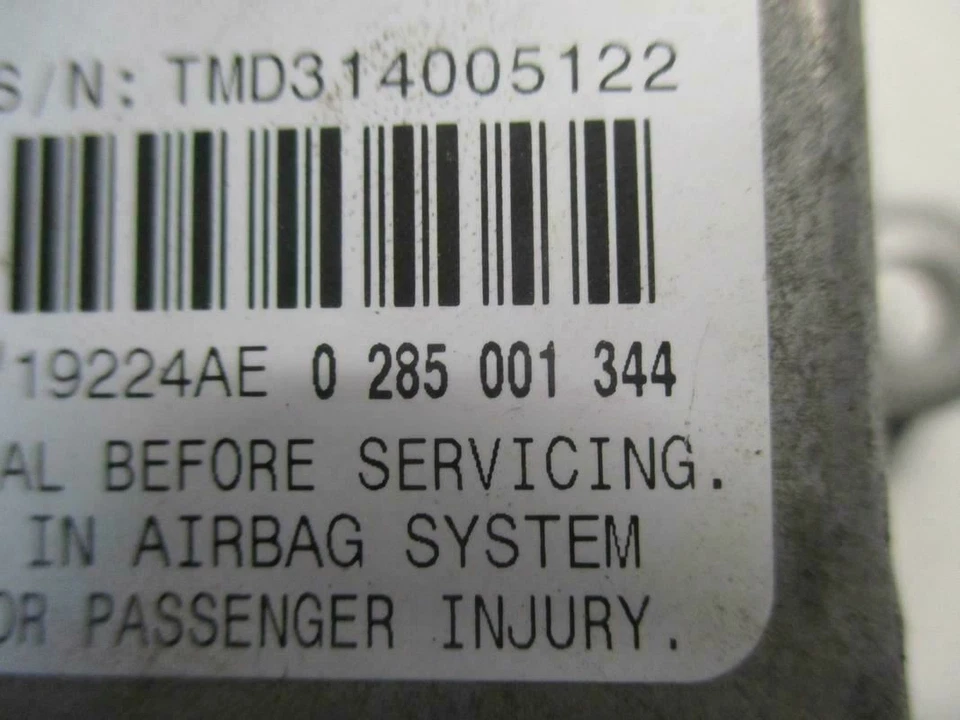 S/N: TMD314005122
19224AE 0 285 001 344
AL BEFORE SERVICING.
IN AIRBAG SYSTEM
OR PASSENGER INJURY.